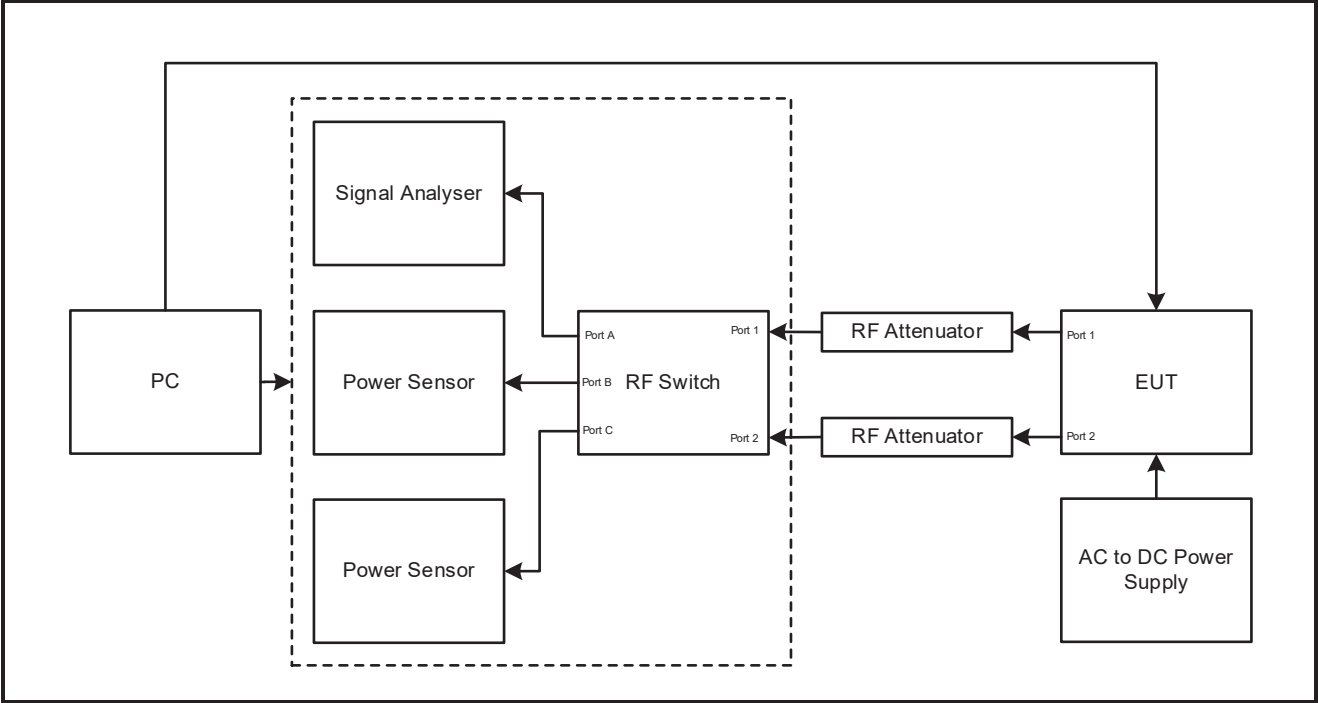 Signal Analyser
PC
Power Sensor
Port A
Port B
Port C
RF Switch
Port 1
Port 2
RF Attenuator
RF Attenuator
Port 1
EUT
Port 2
Power Sensor
AC to DC Power
Supply